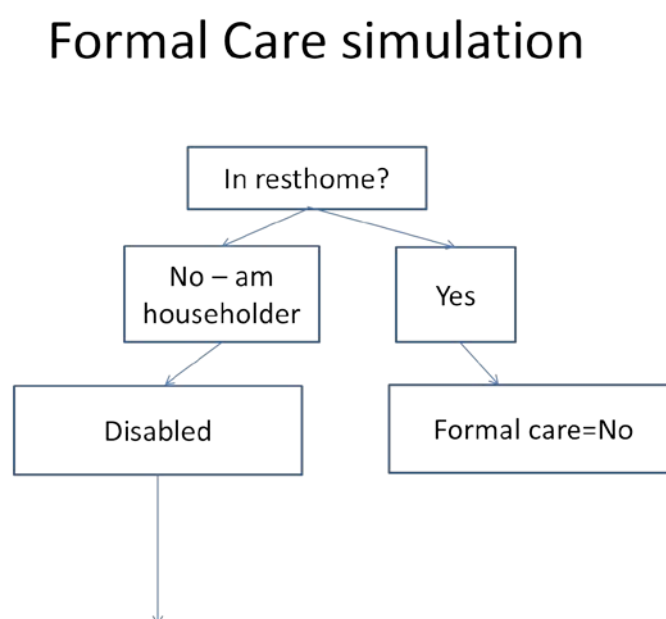 Formal Care simulation
In resthome?
No – am
householder
Yes
Disabled
Formal care=No